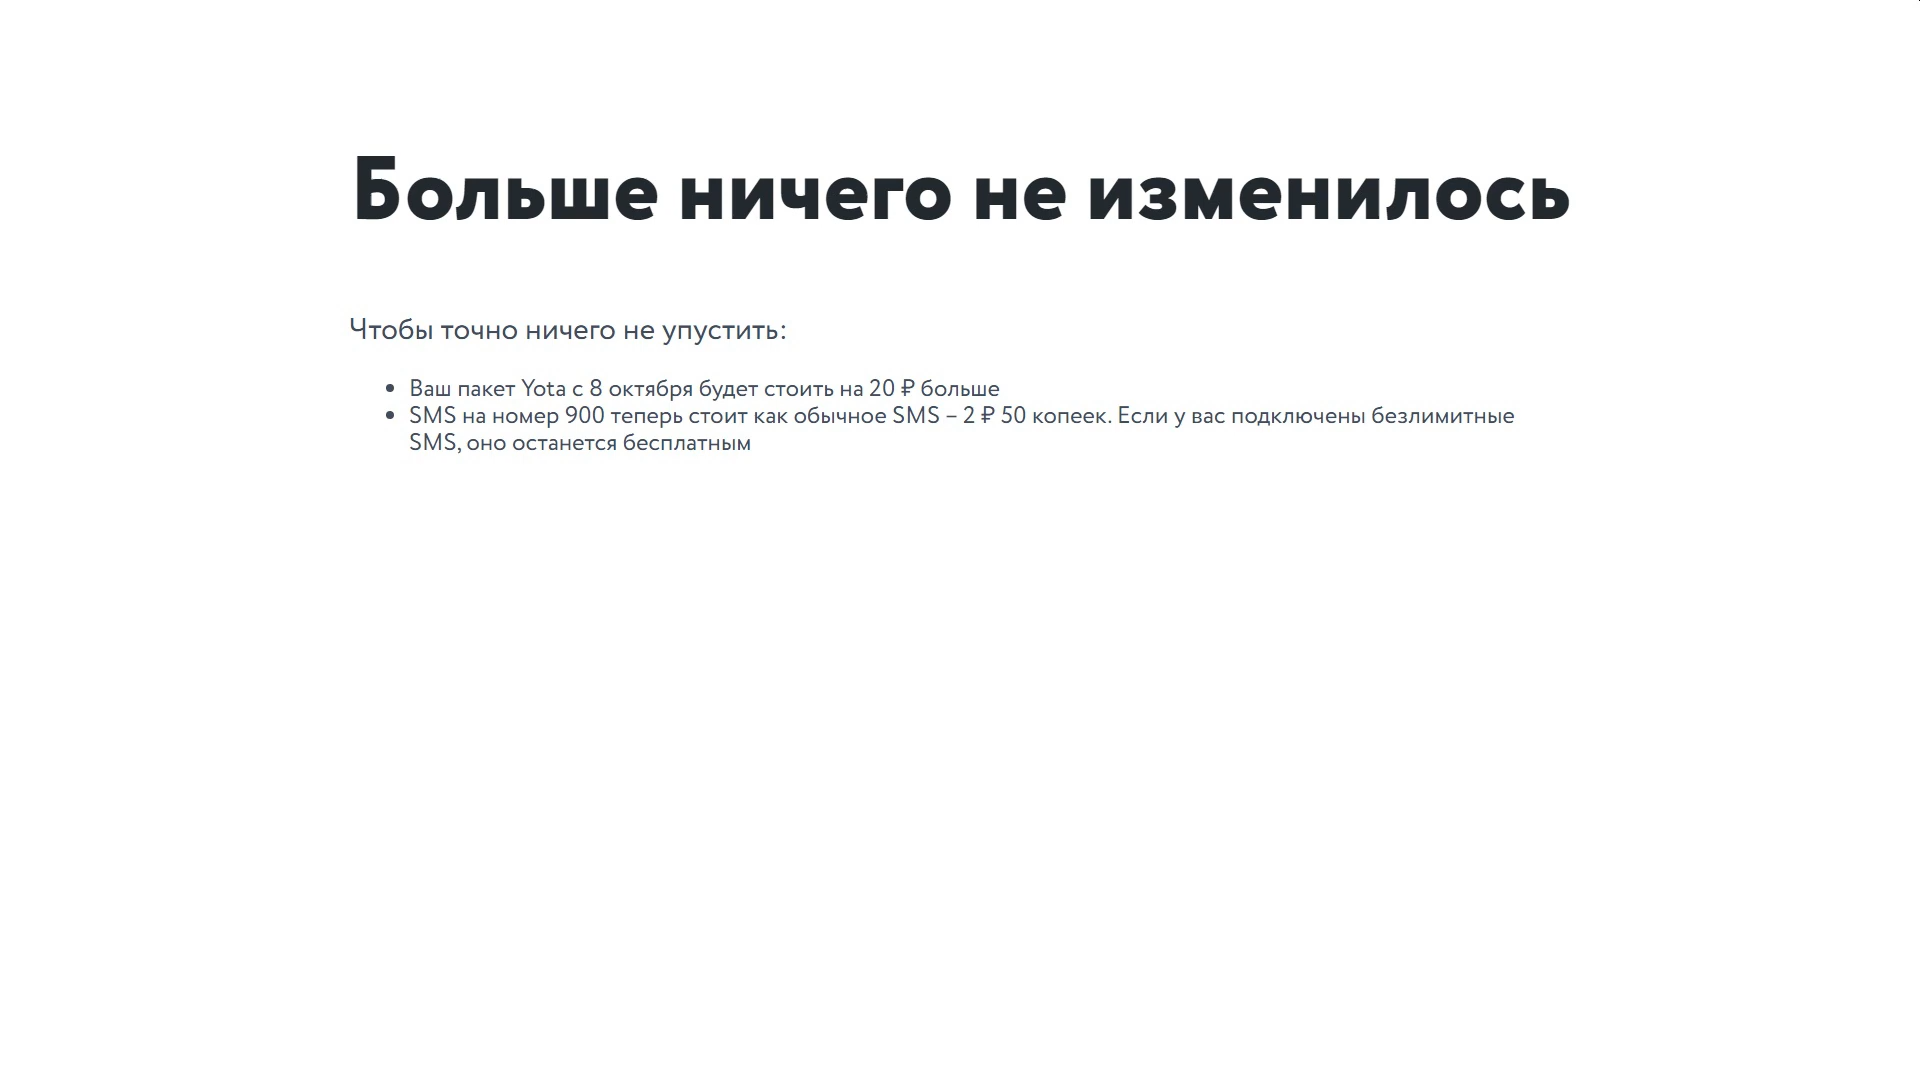 Больше ничего не изменилось
Чтобы точно ничего не упустить:
• Ваш пакет Yota с 8 октября будет стоить на 20 ₽ больше
• SMS на номер 900 теперь стоит как обычное SMS – 2 ₽ 50 копеек. Если у вас подключены безлимитные
SMS, оно останется бесплатным